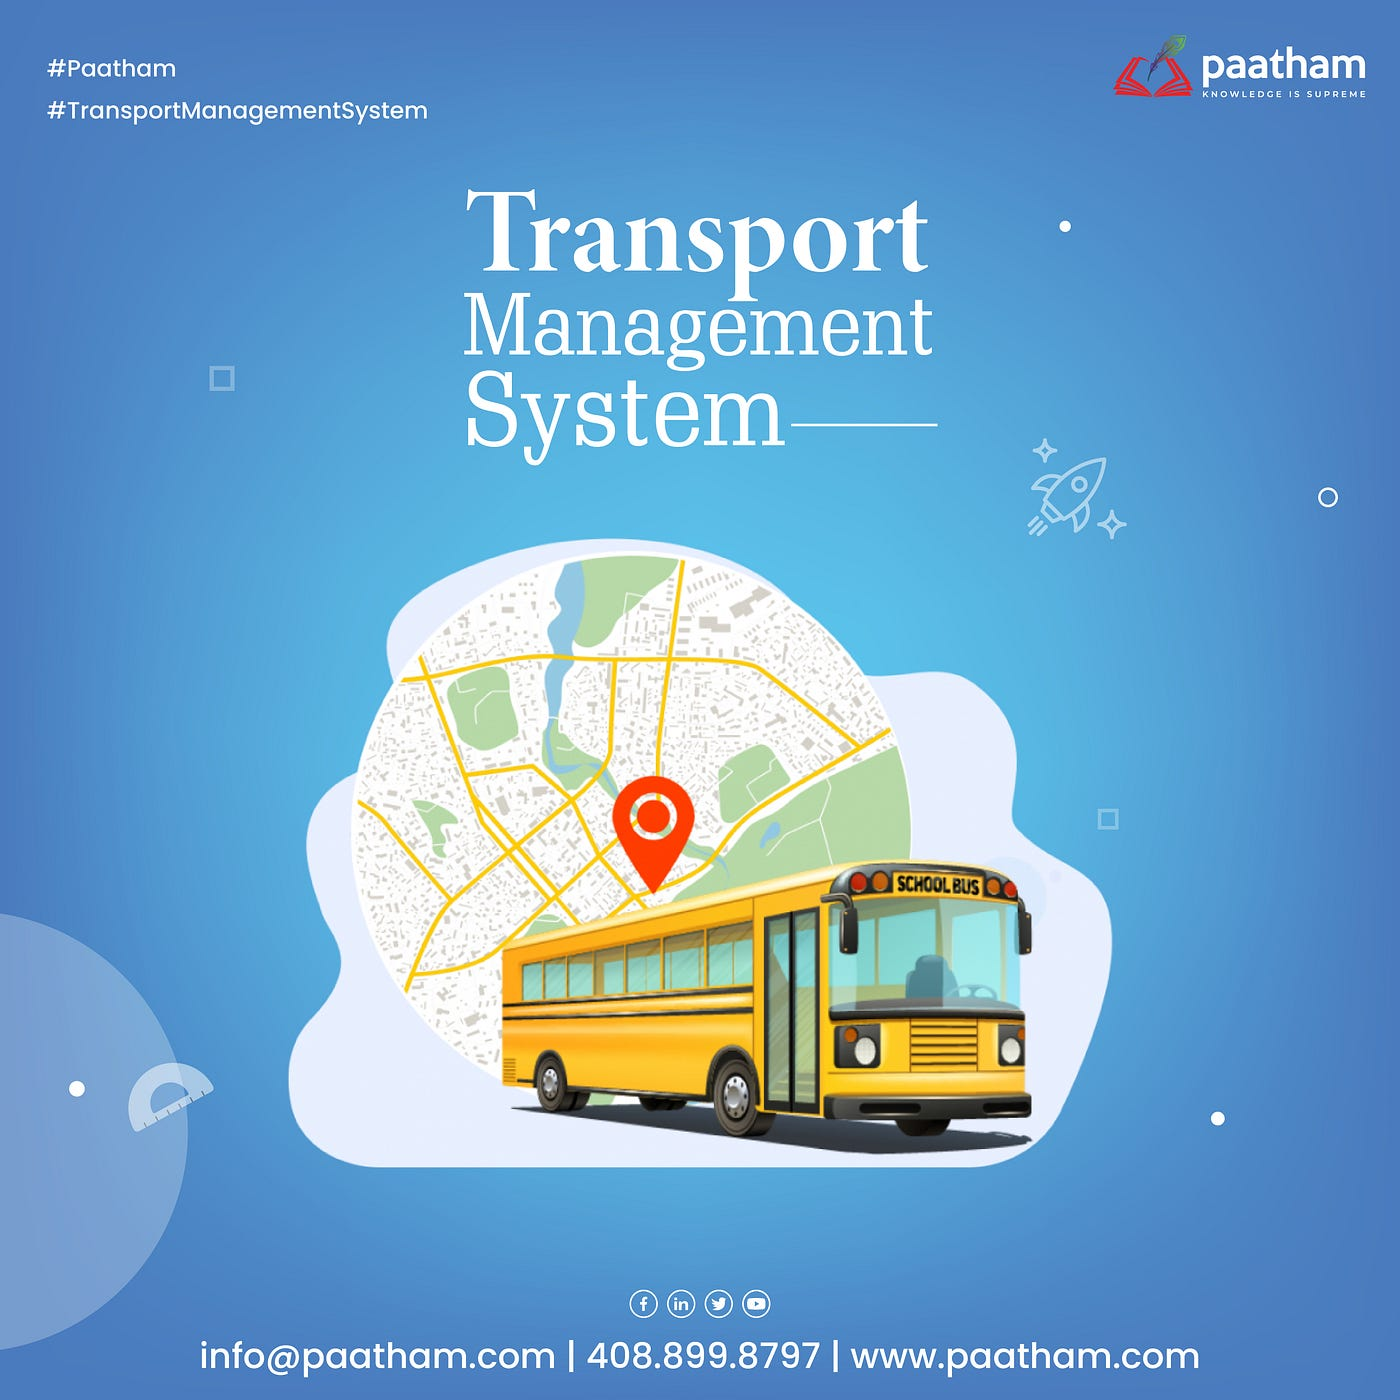 #Paatham
#TransportManagementSystem
paatham
KNOWLEDGE IS SUPREME
Transport
Management
System
SCHOOL BUS
info@paatham.com | 408.899.8797 | www.paatham.com